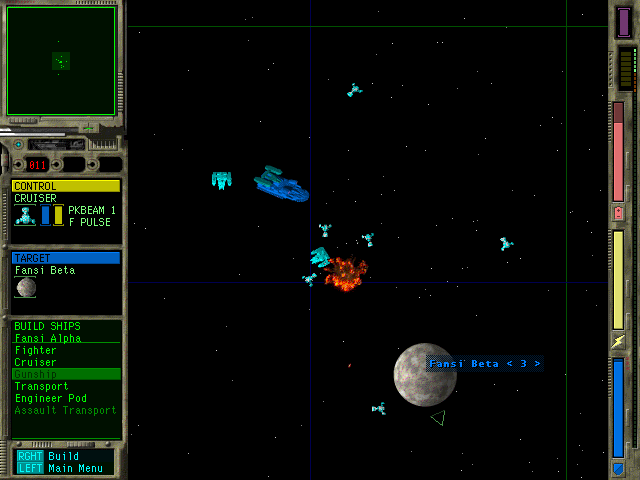 011
CONTROL
CRUISER
PKBEAM 1
F PULSE
TARGET
Fansi Beta
BUILD SHIPS
Fansi Alpha
Fighter
Cruiser
Gunship
Transport
Engineer Pod
Assault Transport
RGHT Build
LEFT Main Menu
Fansi Beta < 3 >